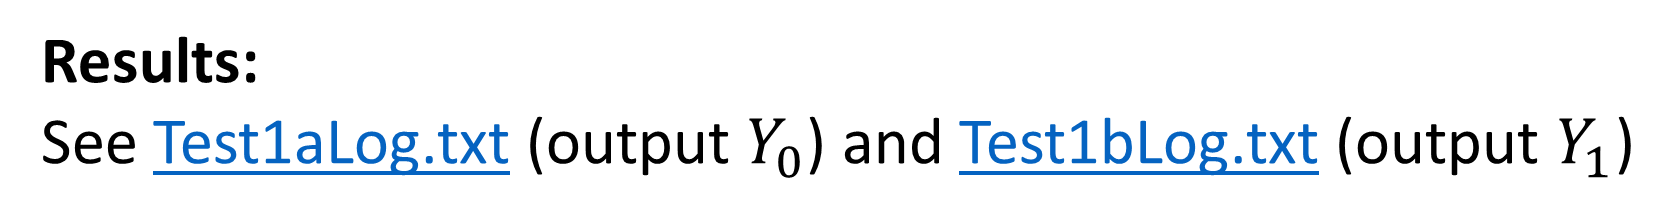 Results:
See Test1aLog.txt (output Y₀) and Test1bLog.txt (output Y₁)